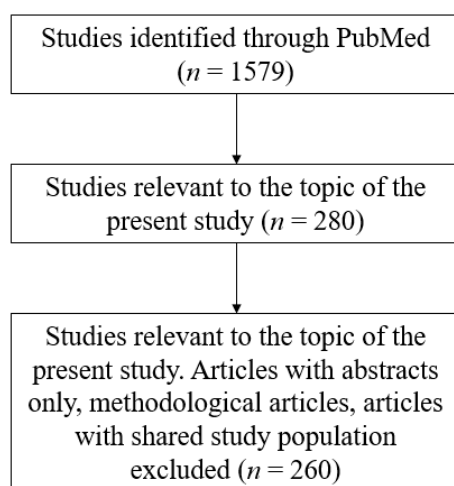 Studies identified through PubMed
(n = 1579)
Studies relevant to the topic of the
present study (n = 280)
Studies relevant to the topic of the
present study. Articles with abstracts
only, methodological articles, articles
with shared study population
excluded (n = 260)